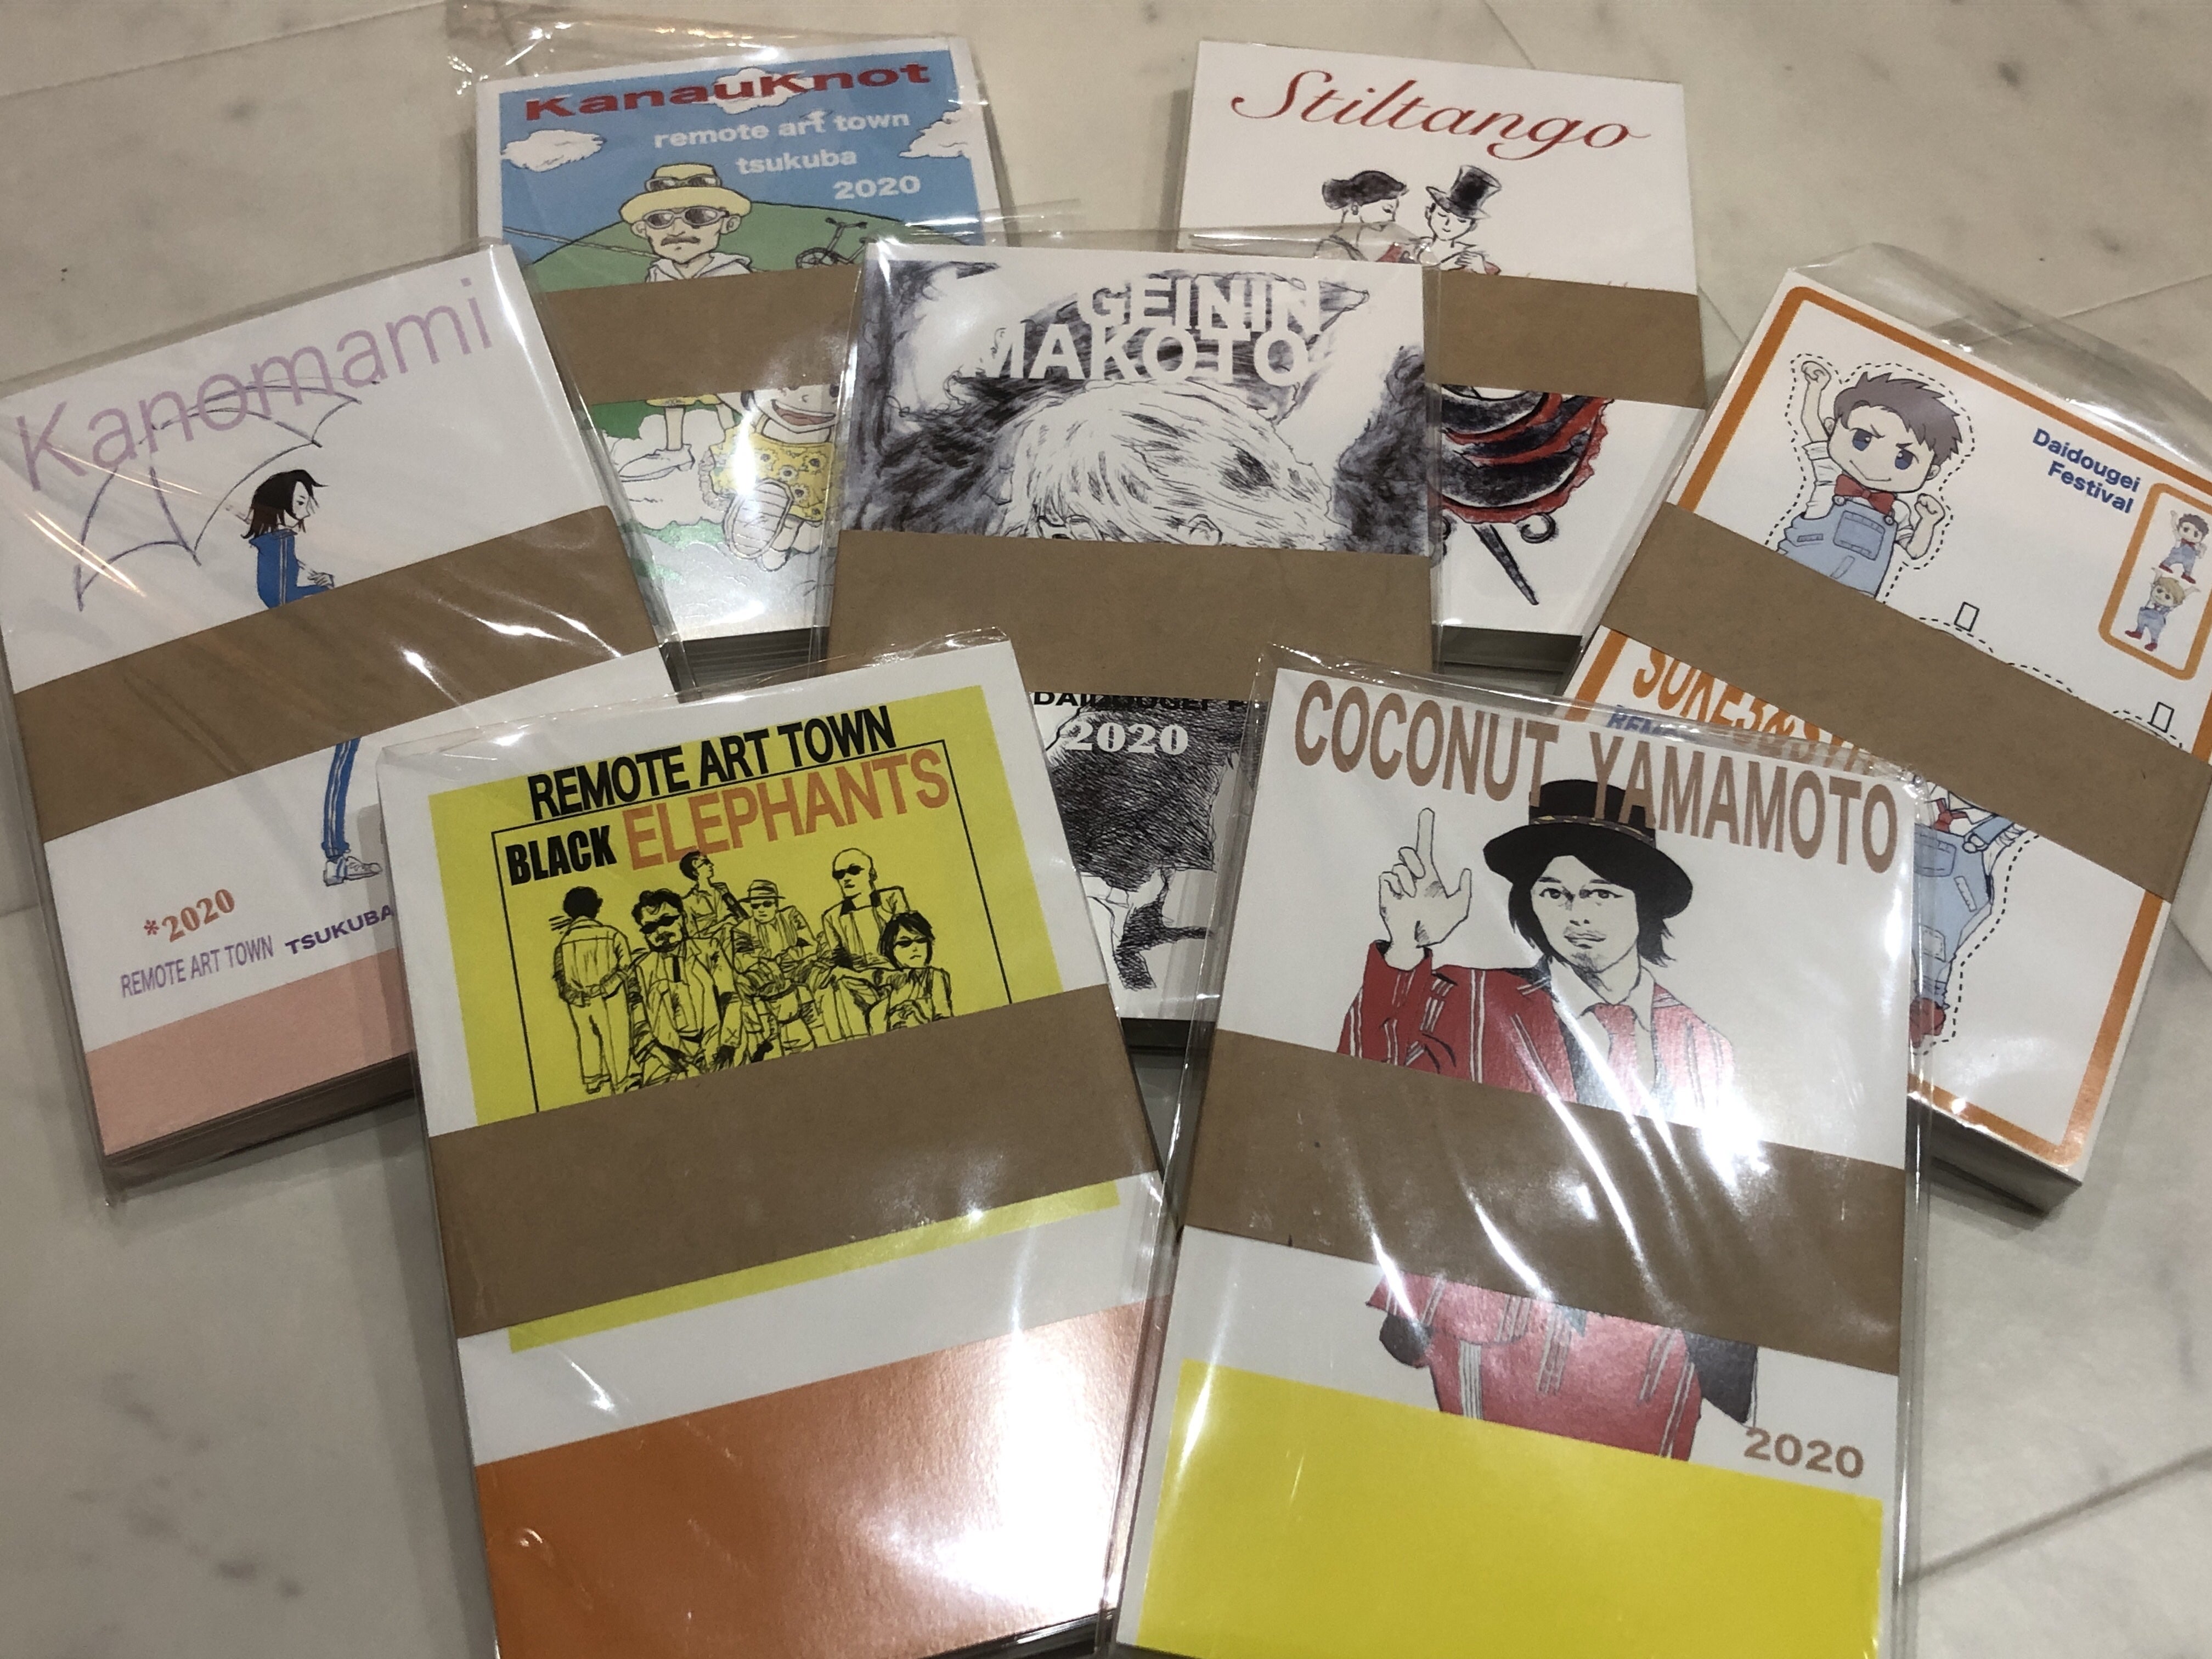 KanauKnot
remote art town
tsukuba
2020
Stiltango
Kanomami
*2020
REMOTE ART TOWN TSUKUBA
GEININ
MAKOTO
2020
Daidougei
Festival
REMOTE ART TOWN
BLACK ELEPHANTS
COCONUT YAMAMOTO
2020